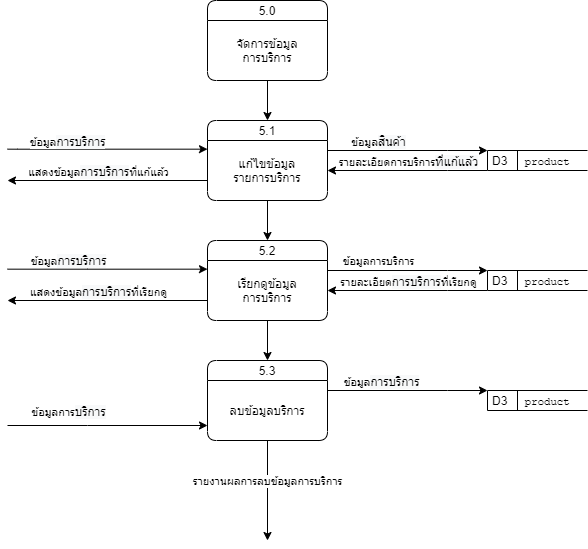 5.0
จัดการข้อมูล
การบริการ
5.1
ข้อมูลการบริการ
ข้อมูลสินค้า
แก้ไขข้อมูล
รายการบริการ
รายละเอียดการบริการที่แก้แล้ว
D3 product
แสดงข้อมูลการบริการที่แก้แล้ว
5.2
ข้อมูลการบริการ
ข้อมูลการบริการ
เรียกดูข้อมูล
การบริการ
รายละเอียดการบริการที่เรียกดู
D3 product
แสดงข้อมูลการบริการที่เรียกดู
5.3
ข้อมูลการบริการ
D3 product
ข้อมูลการบริการ
ลบข้อมูลบริการ
รายงานผลการลบข้อมูลการบริการ